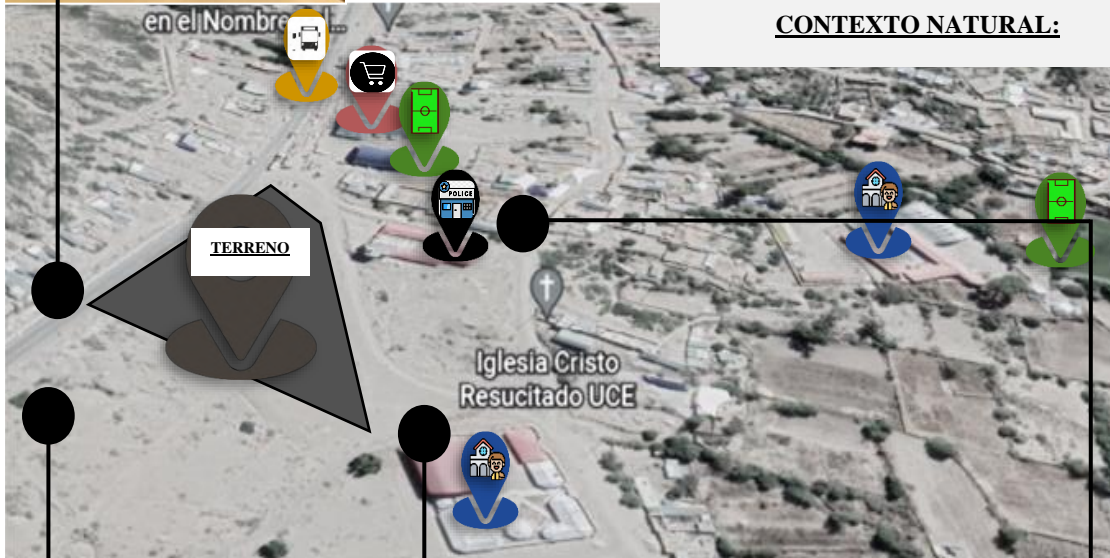 en el Nombre
CONTEXTO NATURAL:
POLICE
TERRENO
Iglesia Cristo
Resucitado UCE